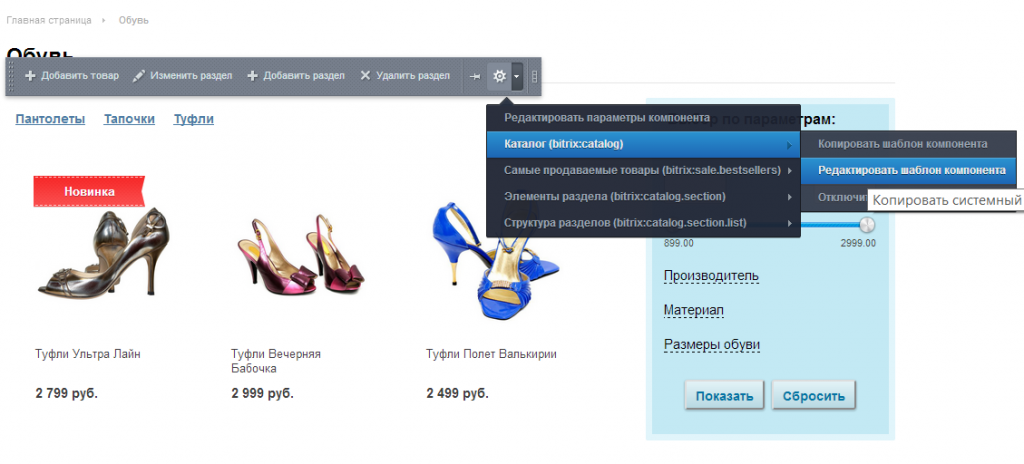 Главная страница
Обувь
Обувь
Добавить товар
Изменить раздел
Добавить раздел
Удалить раздел
Пантолеты
Тапочки
Туфли
Редактировать параметры компонента
по параметрам:
Каталог (bitrix:catalog)
Копировать шаблон компонента
Самые продаваемые товары (bitrix:sale.bestsellers)
Редактировать шаблон компонента
Элементы раздела (bitrix:catalog.section)
Копировать системный
Структура разделов (bitrix:catalog.section.list)
Новинка
899.00
2999.00
Производитель
Материал
Размеры обуви
Показать
Сбросить
Туфли Ультра Лайн
2 799 руб.
Туфли Вечерняя
Бабочка
2 999 руб.
Туфли Полет Валькирии
2 499 руб.